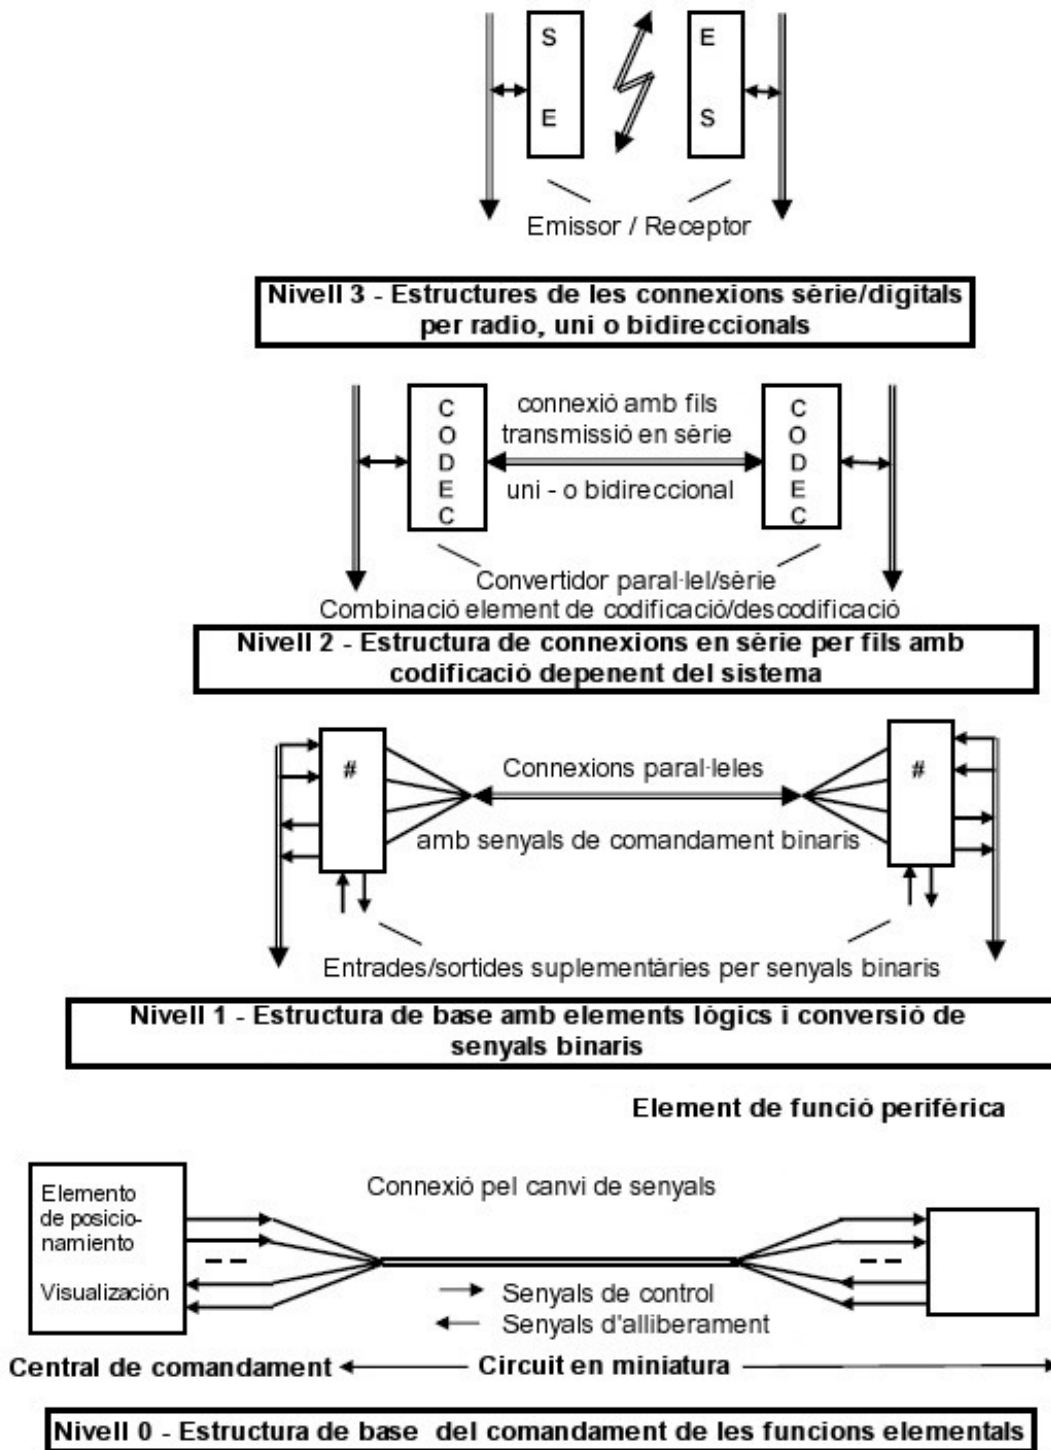 S
E
E
S
Emissor / Receptor
Nivell 3 - Estructures de les connexions sèrie/digitals
per radio, uni o bidireccionals
C
O
D
E
C
connexió amb fils
transmissió en sèrie
uni - o bidireccional
C
O
D
E
C
Convertidor paral·lel/sèrie
Combinació element de codificació/descodificació
Nivell 2 - Estructura de connexions en sèrie per fils amb
codificació depenent del sistema
#
Connexions paral·leles
amb senyals de comandament binaris
#
Entrades/sortides suplementàries per senyals binaris
Nivell 1 - Estructura de base amb elements lògics i conversió de
senyals binaris
Element de funció perifèrica
Elemento
de posicio-
namiento
Visualización
Connexió pel canvi de senyals
Senyals de control
Senyals d'alliberament
Central de comandament
Circuit en miniatura
Nivell 0 - Estructura de base del comandament de les funcions elementals